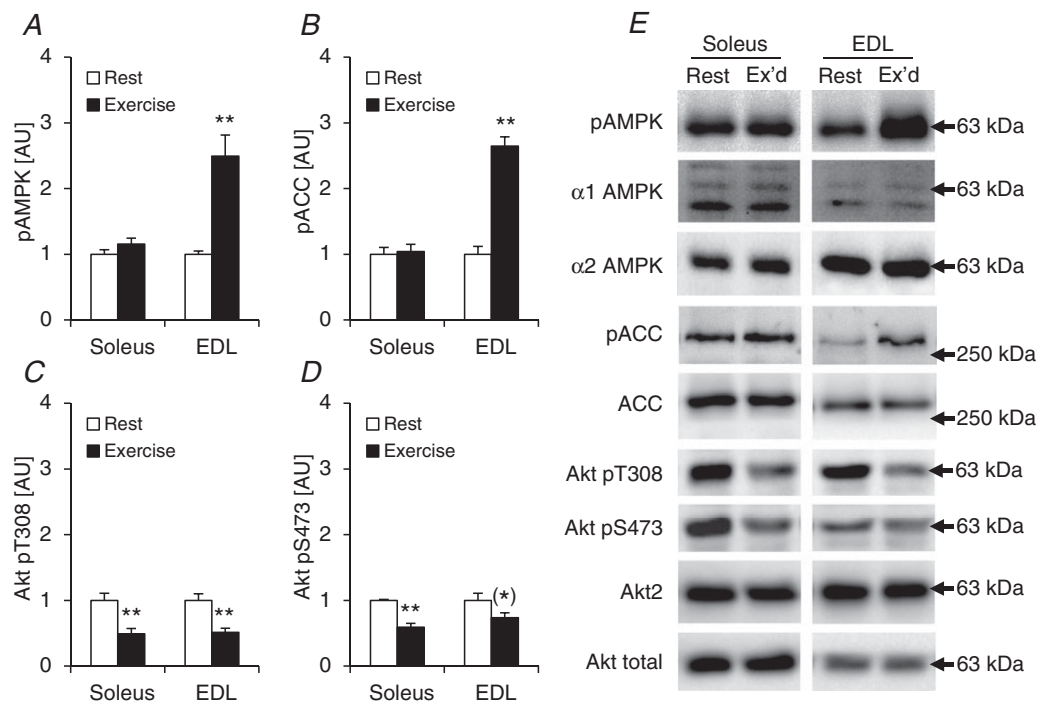 A
4
3
2
1
0
pAMPK [AU]
Rest
Exercise
**
Soleus EDL
B
4
3
2
1
0
pACC [AU]
Rest
Exercise
**
Soleus EDL
C
4
3
2
1
0
Akt pT308 [AU]
Rest
Exercise
** **
Soleus EDL
D
4
3
2
1
0
Akt pS473 [AU]
Rest
Exercise
** (*)
Soleus EDL
E
Soleus EDL
Rest Ex’d Rest Ex’d
pAMPK 63 kDa
α1 AMPK 63 kDa
α2 AMPK 63 kDa
pACC 250 kDa
ACC 250 kDa
Akt pT308 63 kDa
Akt pS473 63 kDa
Akt2 63 kDa
Akt total 63 kDa